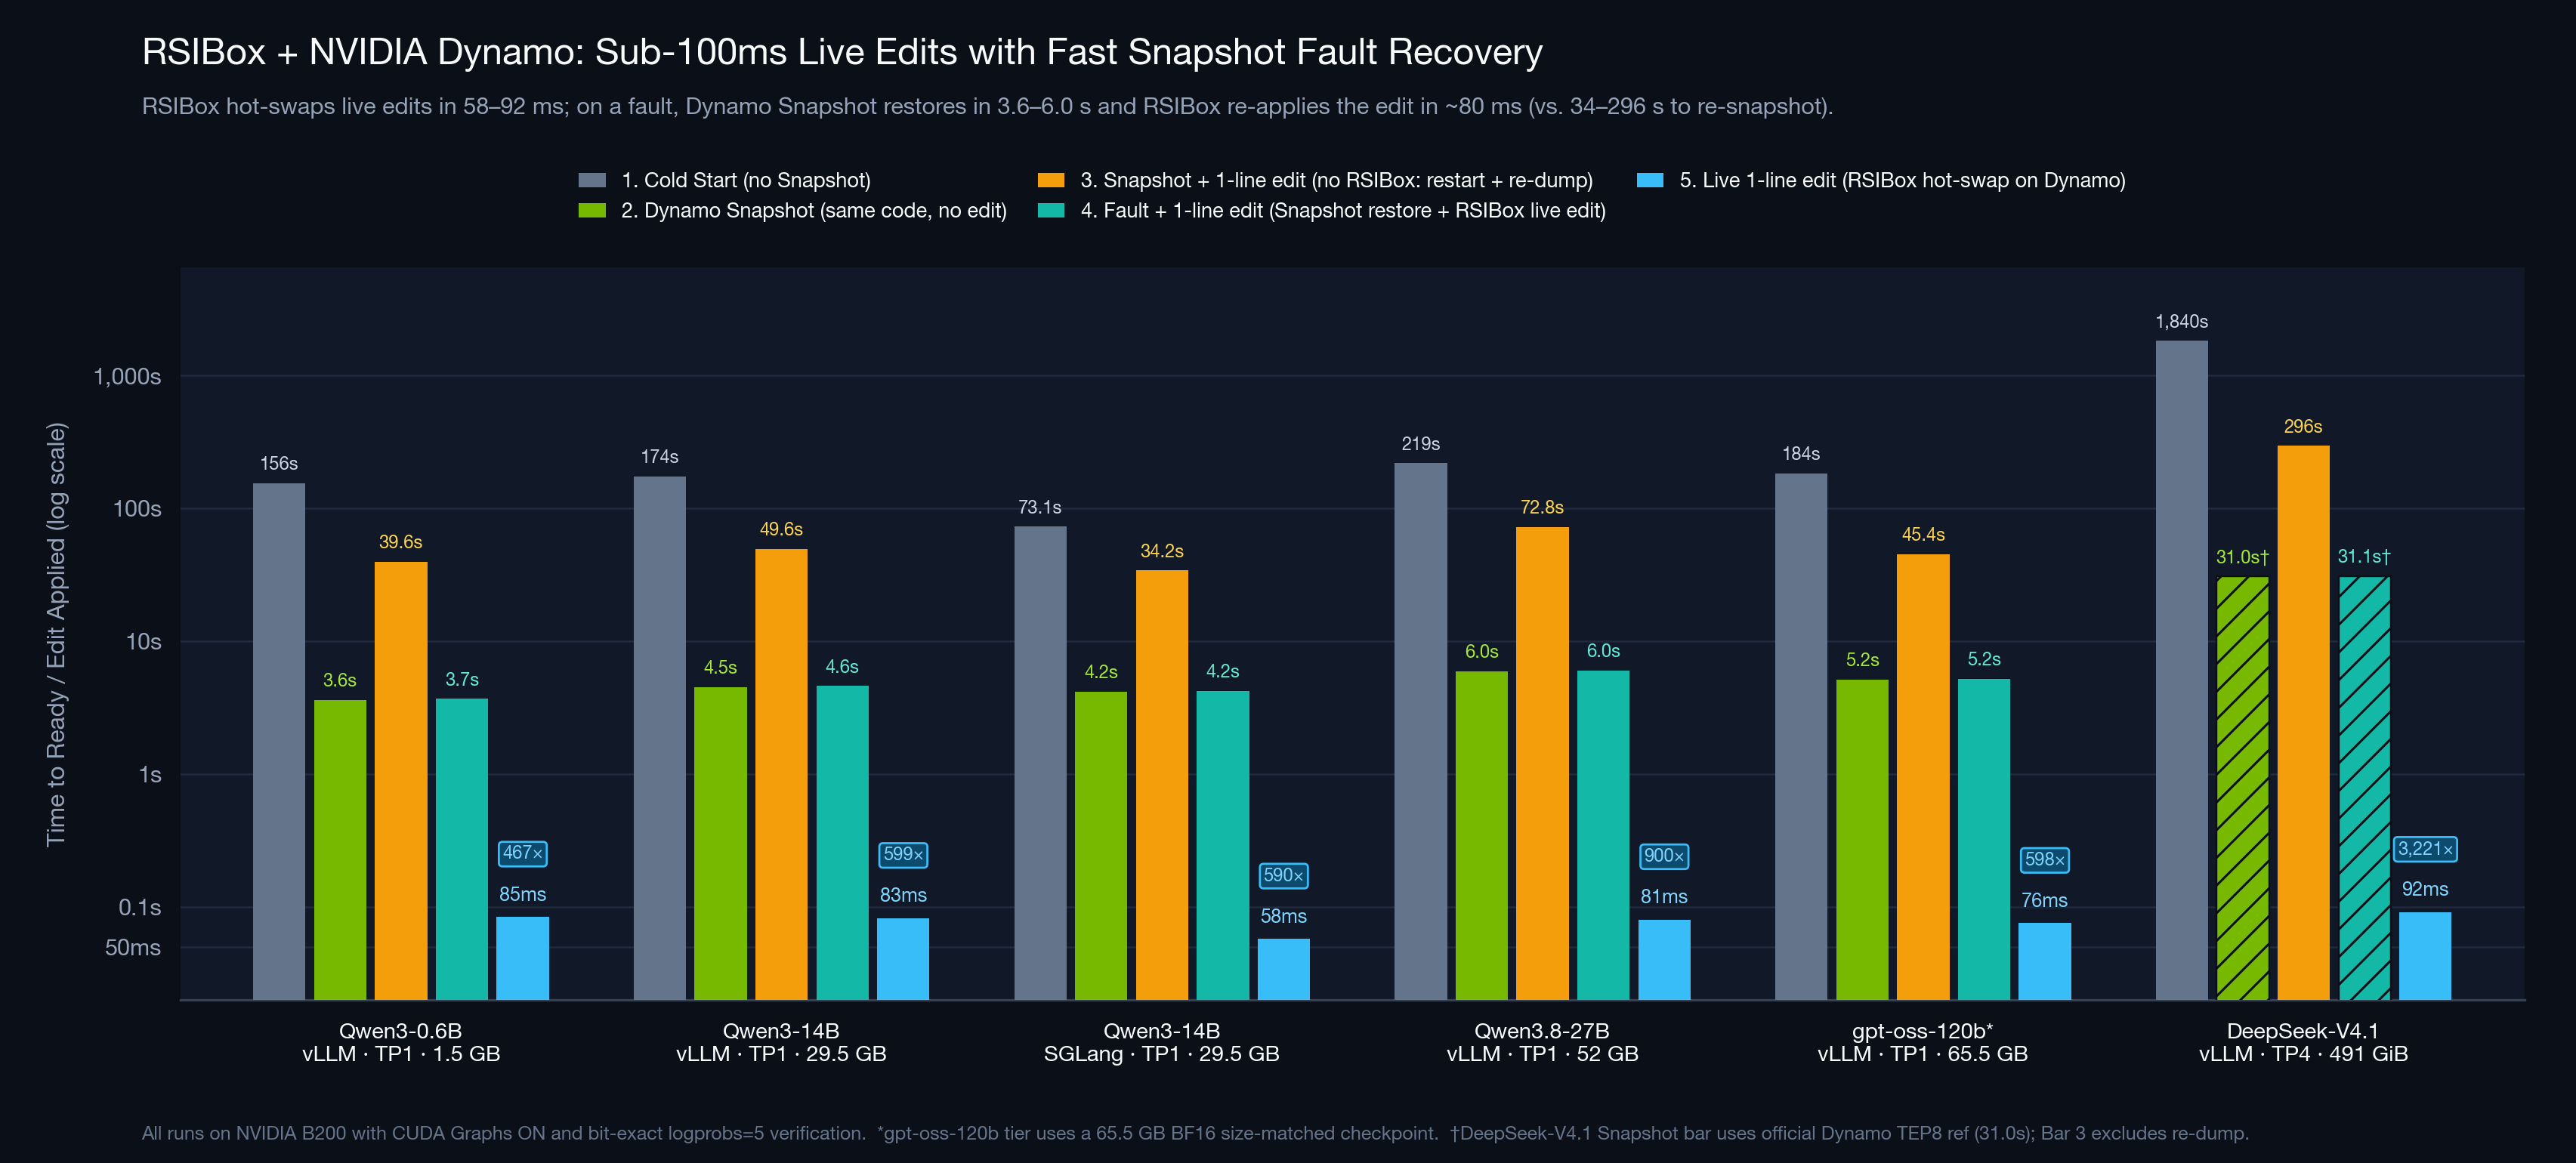 RSIBox + NVIDIA Dynamo: Sub-100ms Live Edits with Fast Snapshot Fault Recovery
RSIBox hot-swaps live edits in 58–92 ms; on a fault, Dynamo Snapshot restores in 3.6–6.0 s and RSIBox re-applies the edit in ~80 ms (vs. 34–296 s to re-snapshot).
1. Cold Start (no Snapshot)
2. Dynamo Snapshot (same code, no edit)
3. Snapshot + 1-line edit (no RSIBox: restart + re-dump)
4. Fault + 1-line edit (Snapshot restore + RSIBox live edit)
5. Live 1-line edit (RSIBox hot-swap on Dynamo)
Time to Ready / Edit Applied (log scale)
1,000s
100s
10s
1s
0.1s
50ms
156s
3.6s
39.6s
3.7s
467×
85ms
174s
4.5s
49.6s
4.6s
599×
83ms
73.1s
4.2s
34.2s
4.2s
590×
58ms
219s
6.0s
72.8s
6.0s
900×
81ms
184s
5.2s
45.4s
5.2s
598×
76ms
1,840s
31.0s†
296s
31.1s†
3,221×
92ms
Qwen3-0.6B
vLLM · TP1 · 1.5 GB
Qwen3-14B
vLLM · TP1 · 29.5 GB
Qwen3-14B
SGLang · TP1 · 29.5 GB
Qwen3.8-27B
vLLM · TP1 · 52 GB
gpt-oss-120b*
vLLM · TP1 · 65.5 GB
DeepSeek-V4.1
vLLM · TP4 · 491 GiB
All runs on NVIDIA B200 with CUDA Graphs ON and bit-exact logprobs=5 verification. *gpt-oss-120b tier uses a 65.5 GB BF16 size-matched checkpoint. †DeepSeek-V4.1 Snapshot bar uses official Dynamo TEP8 ref (31.0s); Bar 3 excludes re-dump.